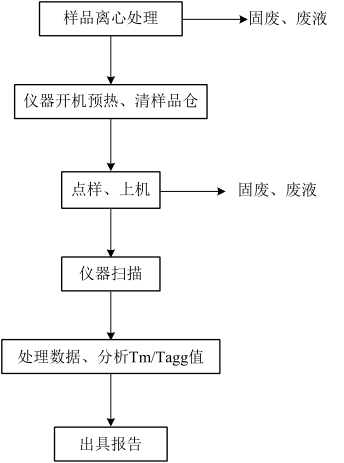 样品离心处理
固废、废液
仪器开机预热、清样品仓
点样、上机
固废、废液
仪器扫描
处理数据、分析Tm/Tagg值
出具报告